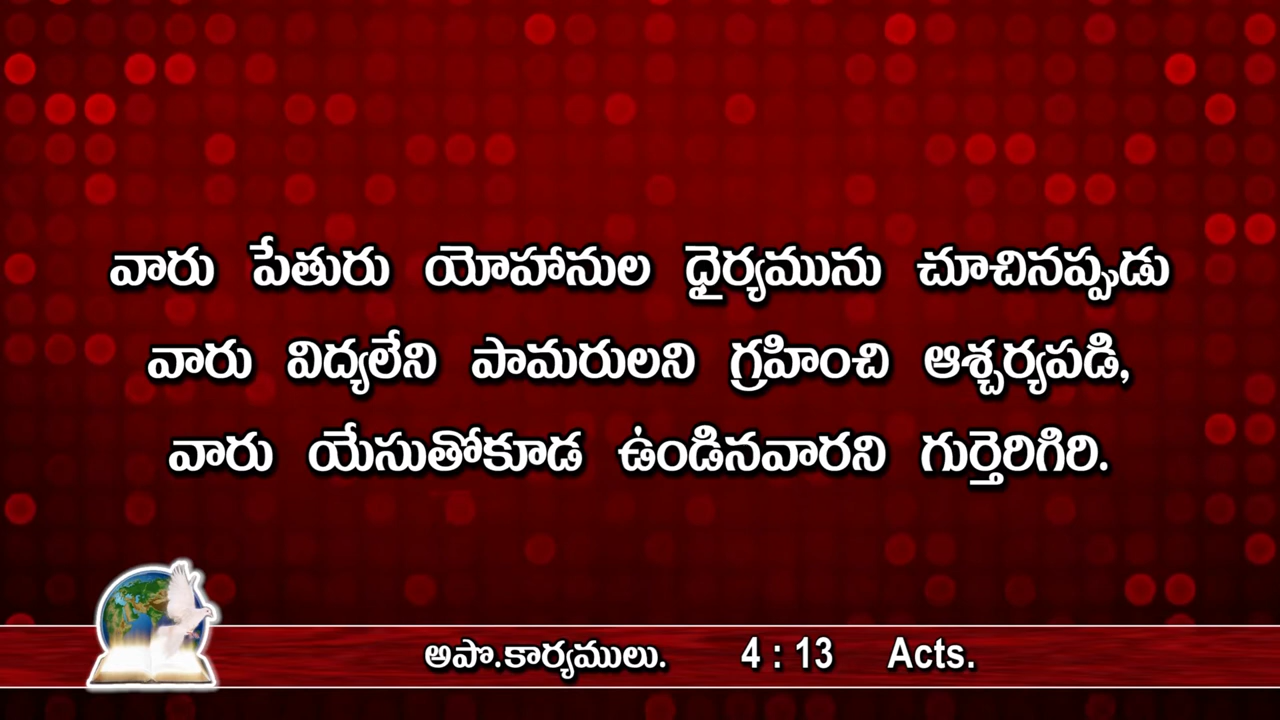 వారు పేతురు యోహానుల ధైర్యమును చూచినప్పుడు
వారు విద్యలేని పామరులని గ్రహించి ఆశ్చర్యపడి,
వారు యేసుతోకూడ ఉండినవారని గుర్తెరిగిరి.
అపొ.కార్యములు. 4 : 13 Acts.